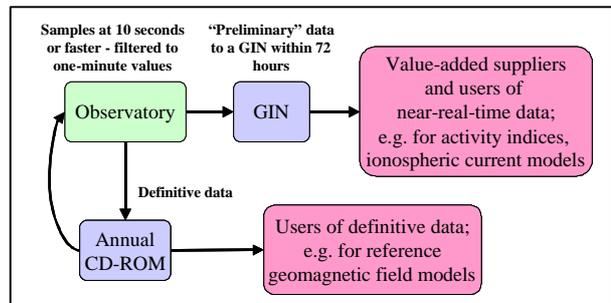 Samples at 10 seconds
or faster - filtered to
one-minute values
“Preliminary” data
to a GIN within 72
hours
Observatory
GIN
Value-added suppliers
and users of
near-real-time data;
e.g. for activity indices,
ionospheric current models
Definitive data
Annual
CD-ROM
Users of definitive data;
e.g. for reference
geomagnetic field models